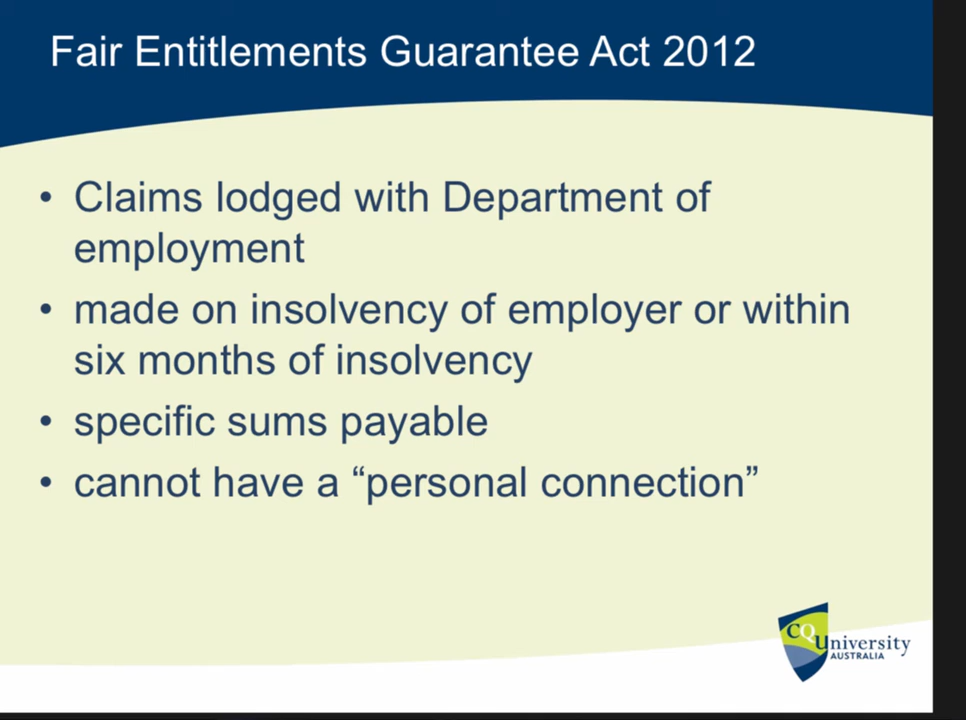 Fair Entitlements Guarantee Act 2012
• Claims lodged with Department of
employment
• made on insolvency of employer or within
six months of insolvency
• specific sums payable
• cannot have a “personal connection”
CQUniversity
AUSTRALIA